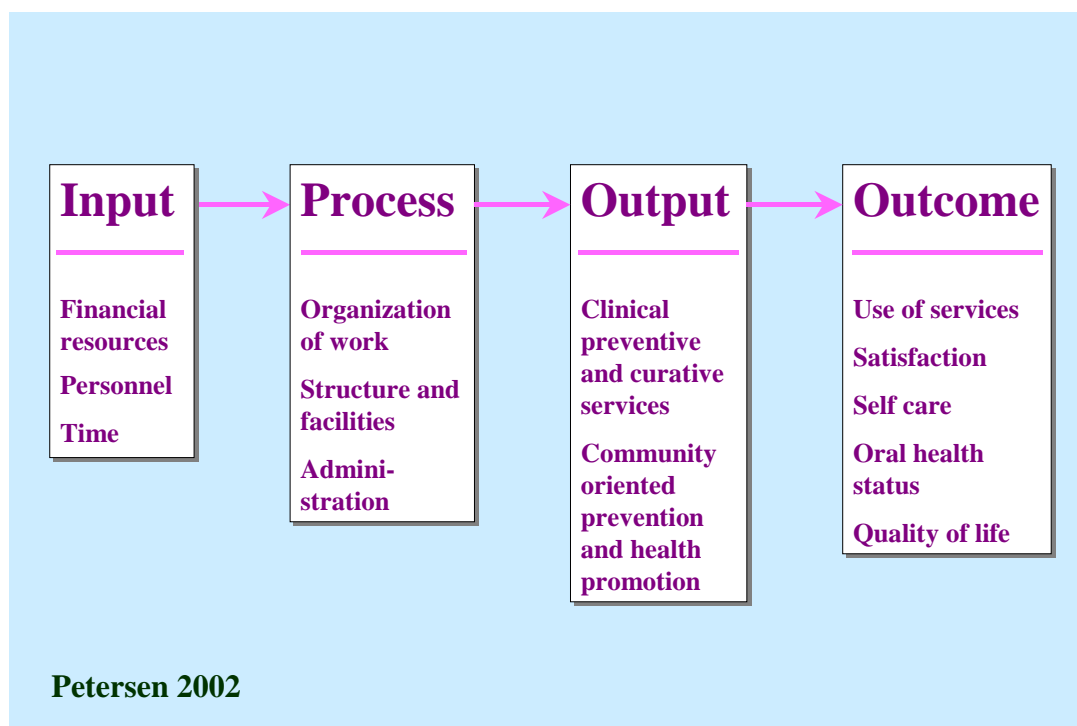 Input
Financial
resources
Personnel
Time
Process
Organization
of work
Structure and
facilities
Admini-
stration
Output
Clinical
preventive
and curative
services
Community
oriented
prevention
and health
promotion
Outcome
Use of services
Satisfaction
Self care
Oral health
status
Quality of life
Petersen 2002